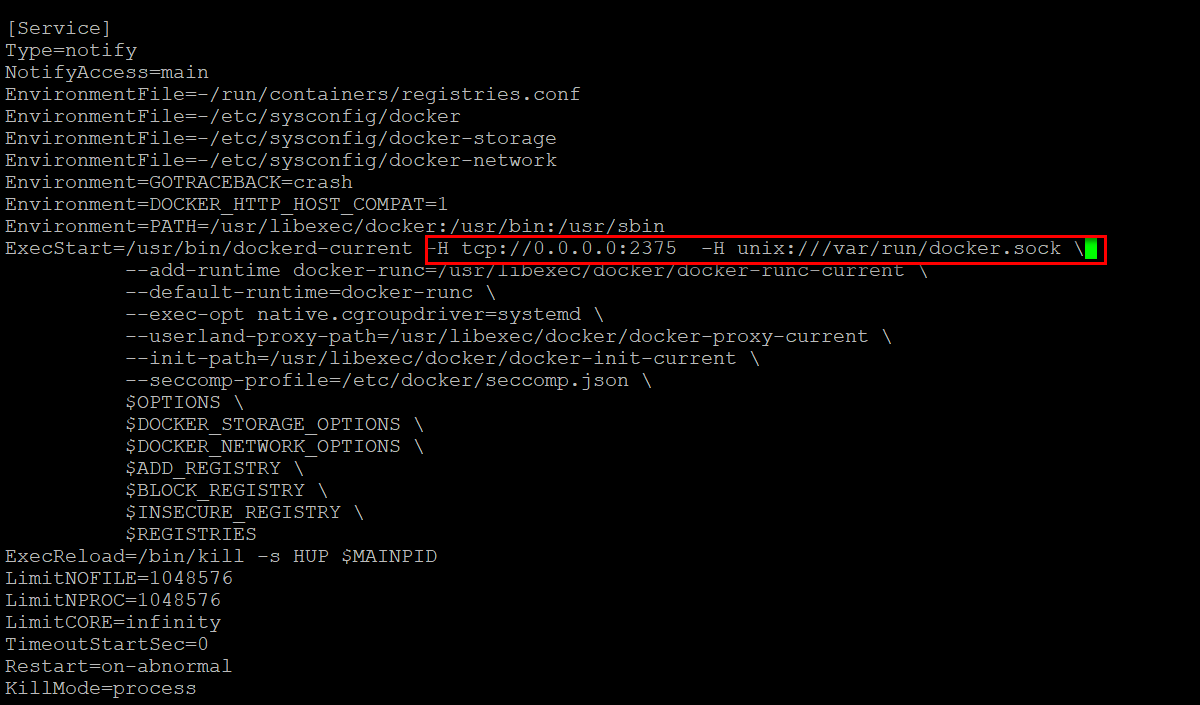 [Service]
Type=notify
NotifyAccess=main
EnvironmentFile=-/run/containers/registries.conf
EnvironmentFile=-/etc/sysconfig/docker
EnvironmentFile=-/etc/sysconfig/docker-storage
EnvironmentFile=-/etc/sysconfig/docker-network
Environment=GOTRACEBACK=crash
Environment=DOCKER_HTTP_HOST_COMPAT=1
Environment=PATH=/usr/libexec/docker:/usr/bin:/usr/sbin
ExecStart=/usr/bin/dockerd-current -H tcp://0.0.0.0:2375  -H unix:///var/run/docker.sock \
          --add-runtime docker-runc=/usr/libexec/docker/docker-runc-current \
          --default-runtime=docker-runc \
          --exec-opt native.cgroupdriver=systemd \
          --userland-proxy-path=/usr/libexec/docker/docker-proxy-current \
          --init-path=/usr/libexec/docker/docker-init-current \
          --seccomp-profile=/etc/docker/seccomp.json \
          $OPTIONS \
          $DOCKER_STORAGE_OPTIONS \
          $DOCKER_NETWORK_OPTIONS \
          $ADD_REGISTRY \
          $BLOCK_REGISTRY \
          $INSECURE_REGISTRY \
          $REGISTRIES
ExecReload=/bin/kill -s HUP $MAINPID
LimitNOFILE=1048576
LimitNPROC=1048576
LimitCORE=infinity
TimeoutStartSec=0
Restart=on-abnormal
KillMode=process